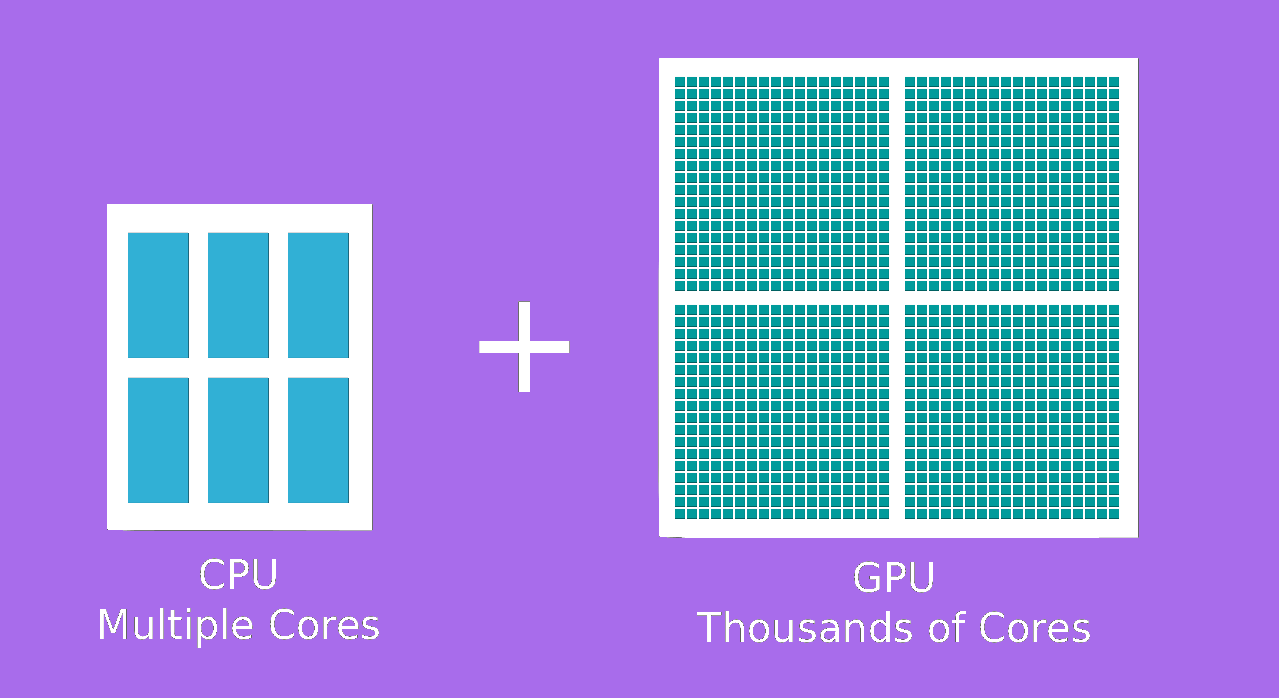 CPU
Multiple Cores
GPU
Thousands of Cores